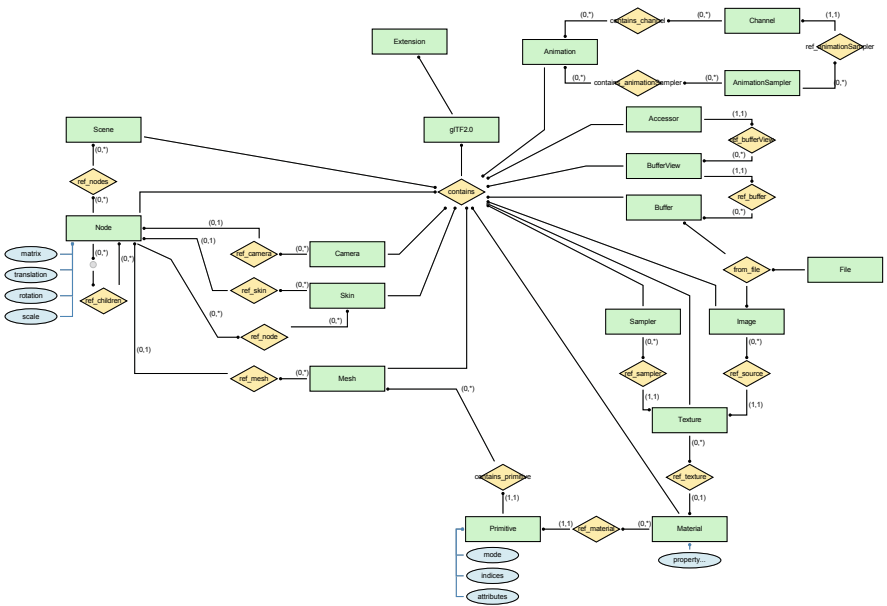 (0,*)
contains_channel
(0,*)
Channel
(1,1)
Extension
Animation
ref_animationSampler
(0,*)
contains_animationSampler
(0,*)
AnimationSampler
(0,*)
Scene
glTF2.0
Accessor
(1,1)
ref_bufferView
(0,*)
(0,*)
BufferView
(1,1)
ref_nodes
contains
ref_buffer
(0,*)
Buffer
(0,*)
Node
(0,1)
(0,1)
matrix
(0,*)
(0,*)
ref_camera
(0,*)
Camera
translation
from_file
File
rotation
ref_children
ref_skin
(0,*)
Skin
scale
(0,*)
(0,*)
ref_node
Sampler
Image
(0,1)
(0,*)
(0,*)
ref_mesh
(0,*)
Mesh
ref_sampler
ref_source
(0,*)
(1,1)
(1,1)
Texture
(0,*)
contains_primitive
ref_texture
(1,1)
(0,1)
Primitive
(1,1)
ref_material
(0,*)
Material
mode
property...
indices
attributes